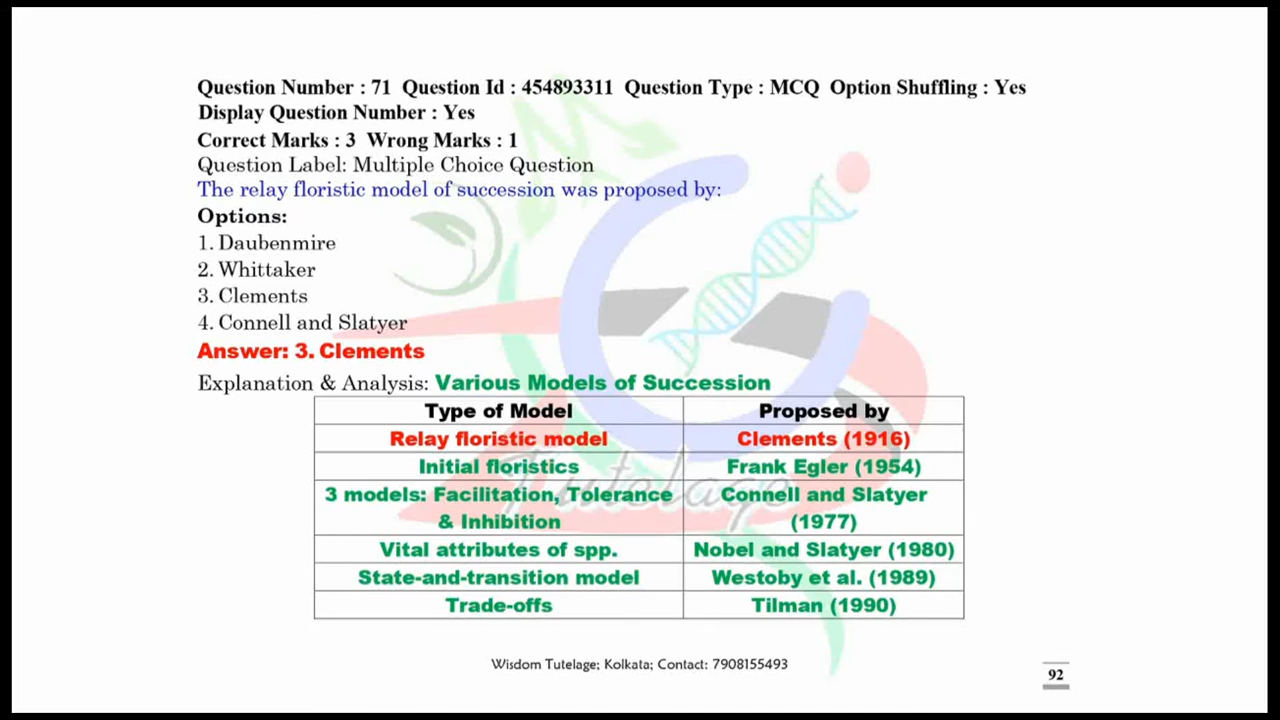 Question Number : 71 Question Id : 454893311 Question Type : MCQ Option Shuffling : Yes
Display Question Number : Yes
Correct Marks : 3 Wrong Marks : 1
Question Label: Multiple Choice Question
The relay floristic model of succession was proposed by:
Options:
1. Daubenmire
2. Whittaker
3. Clements
4. Connell and Slatyer
Answer: 3. Clements
Explanation & Analysis: Various Models of Succession
Type of Model Proposed by
Relay floristic model Clements (1916)
Initial floristics Frank Egler (1954)
3 models: Facilitation, Tolerance Connell and Slatyer
& Inhibition (1977)
Vital attributes of spp. Nobel and Slatyer (1980)
State-and-transition model Westoby et al. (1989)
Trade-offs Tilman (1990)
Tutelage
Wisdom Tutelage; Kolkata; Contact: 7908155493
92